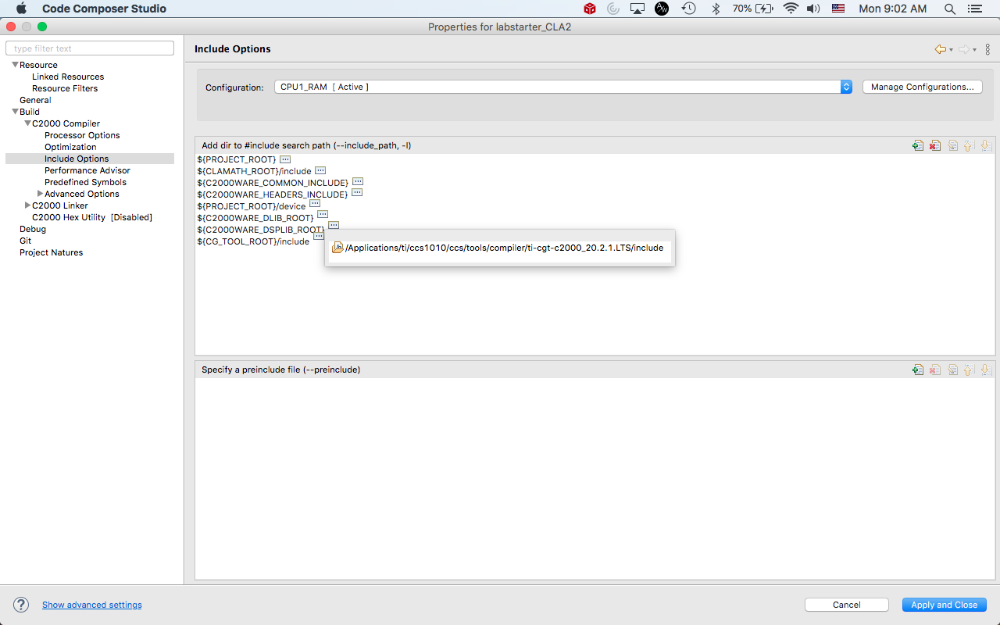 Code Composer Studio
70%
Mon 9:02 AM
Properties for labstarter_CLA2
type filter text
Resource
Linked Resources
Resource Filters
General
Build
C2000 Compiler
Processor Options
Optimization
Include Options
Performance Advisor
Predefined Symbols
Advanced Options
C2000 Linker
C2000 Hex Utility [Disabled]
Debug
Git
Project Natures
Include Options
Configuration:
CPU1_RAM [ Active ]
Manage Configurations...
Add dir to #include search path (--include_path, -I)
${PROJECT_ROOT}
${CLAMATH_ROOT}/include
${C2000WARE_COMMON_INCLUDE}
${C2000WARE_HEADERS_INCLUDE}
${PROJECT_ROOT}/device
${C2000WARE_DLIB_ROOT}
${C2000WARE_DSPLIB_ROOT}
${CG_TOOL_ROOT}/include
/Applications/ti/ccs1010/ccs/tools/compiler/ti-cgt-c2000_20.2.1.LTS/include
Specify a preinclude file (--preinclude)
?
Show advanced settings
Cancel
Apply and Close